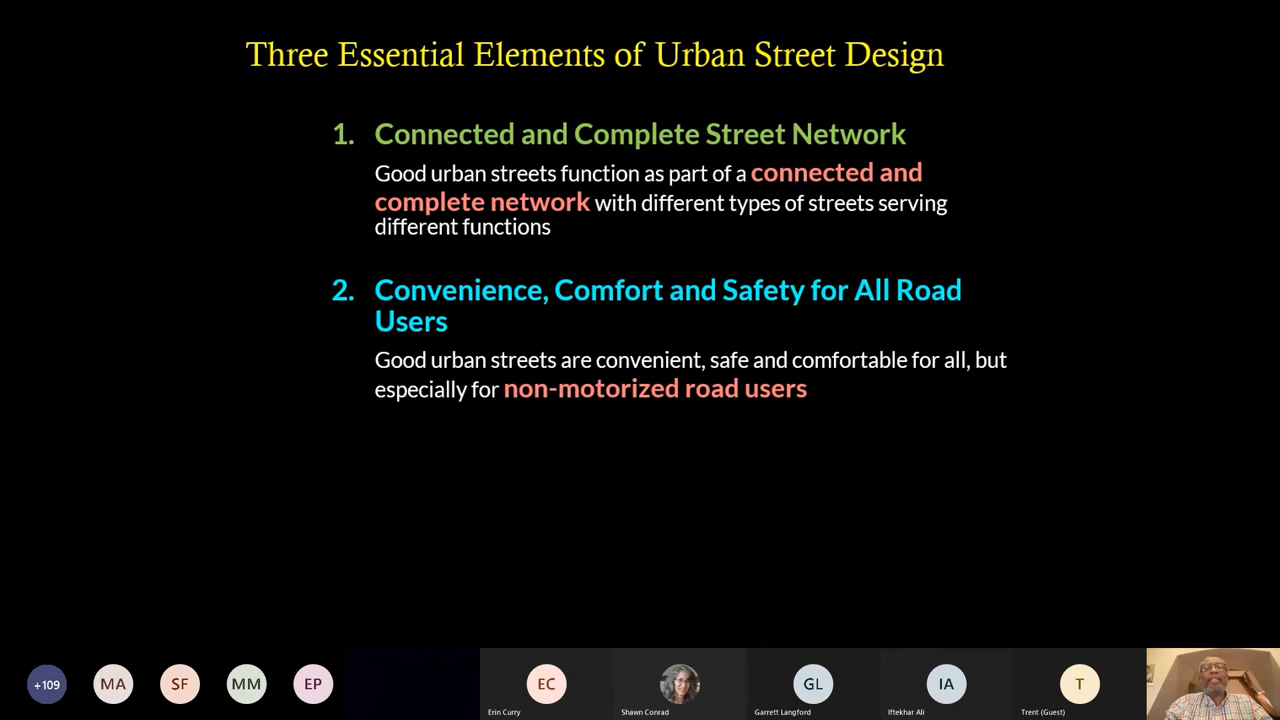 Three Essential Elements of Urban Street Design
1. Connected and Complete Street Network
Good urban streets function as part of a connected and
complete network with different types of streets serving
different functions
2. Convenience, Comfort and Safety for All Road
Users
Good urban streets are convenient, safe and comfortable for all, but
especially for non-motorized road users
+109 MA SF MM EP EC GL IA T
Erin Curry Shawn Conrad Garrett Langford Iftekhar Ali Trent (Guest)